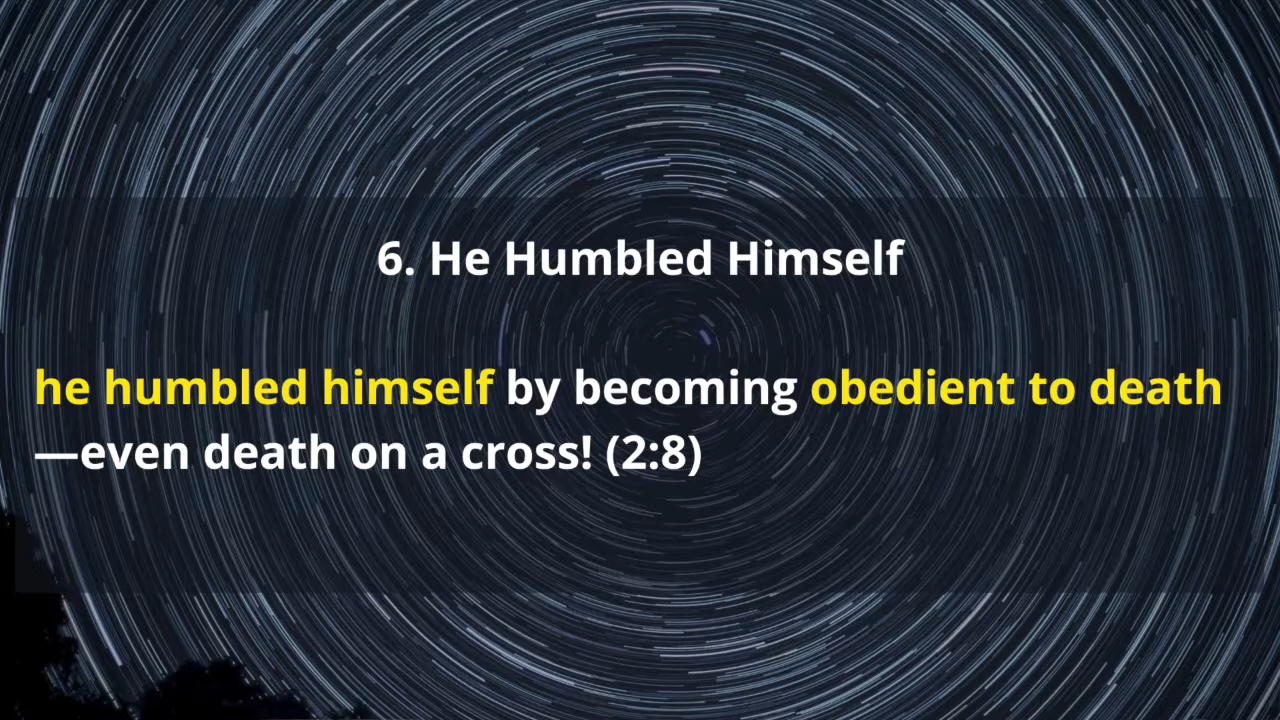 6. He Humbled Himself
he humbled himself by becoming obedient to death
—even death on a cross! (2:8)